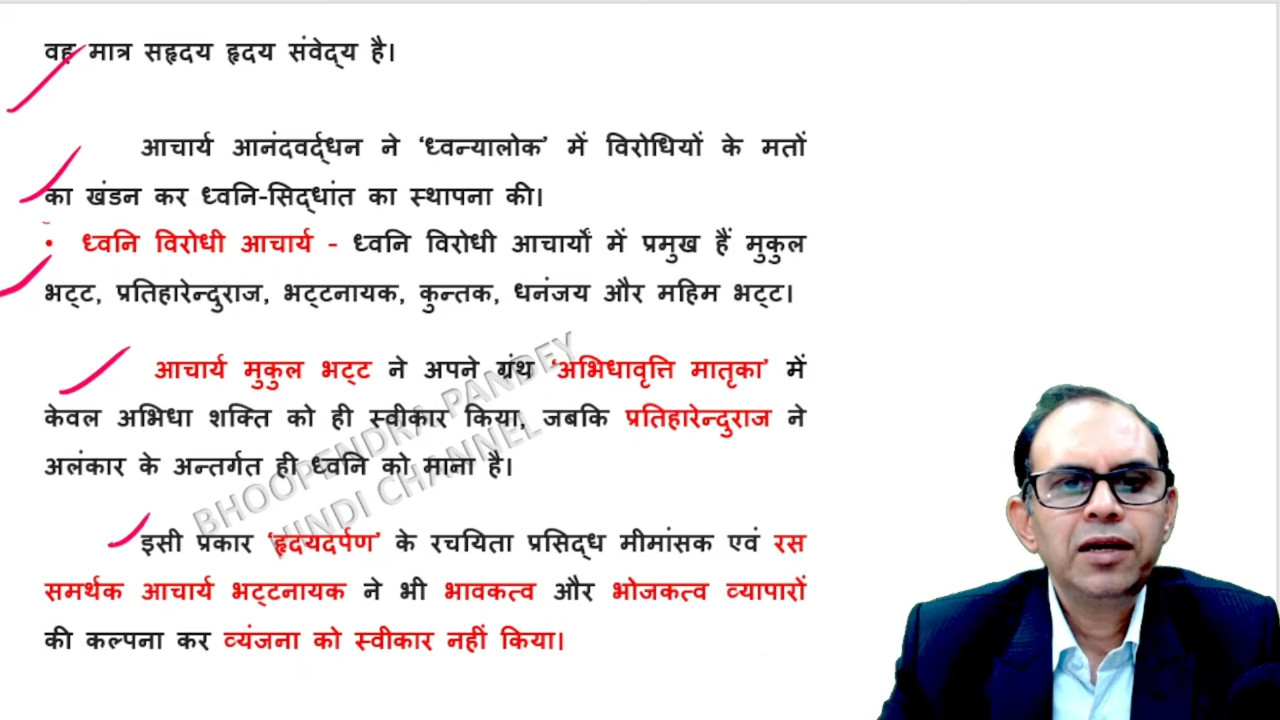 वह मात्र सहृदय हृदय संवेद्य है।
आचार्य आनंदवर्द्धन ने ‘ध्वन्यालोक’ में विरोधियों के मतों
का खंडन कर ध्वनि-सिद्धांत का स्थापना की।
• ध्वनि विरोधी आचार्य - ध्वनि विरोधी आचार्यों में प्रमुख हैं मुकुल
भट्ट, प्रतिहारेन्दुराज, भट्टनायक, कुन्तक, धनंजय और महिम भट्ट।
आचार्य मुकुल भट्ट ने अपने ग्रंथ ‘अभिधावृत्ति मातृका’ में
केवल अभिधा शक्ति को ही स्वीकार किया, जबकि प्रतिहारेन्दुराज ने
अलंकार के अन्तर्गत ही ध्वनि को माना है।
इसी प्रकार ‘हृदयदर्पण’ के रचयिता प्रसिद्ध मीमांसक एवं रस
समर्थक आचार्य भट्टनायक ने भी भावकत्व और भोजकत्व व्यापारों
की कल्पना कर व्यंजना को स्वीकार नहीं किया।
BHOOPENDRA PANDEY
HINDI CHANNEL